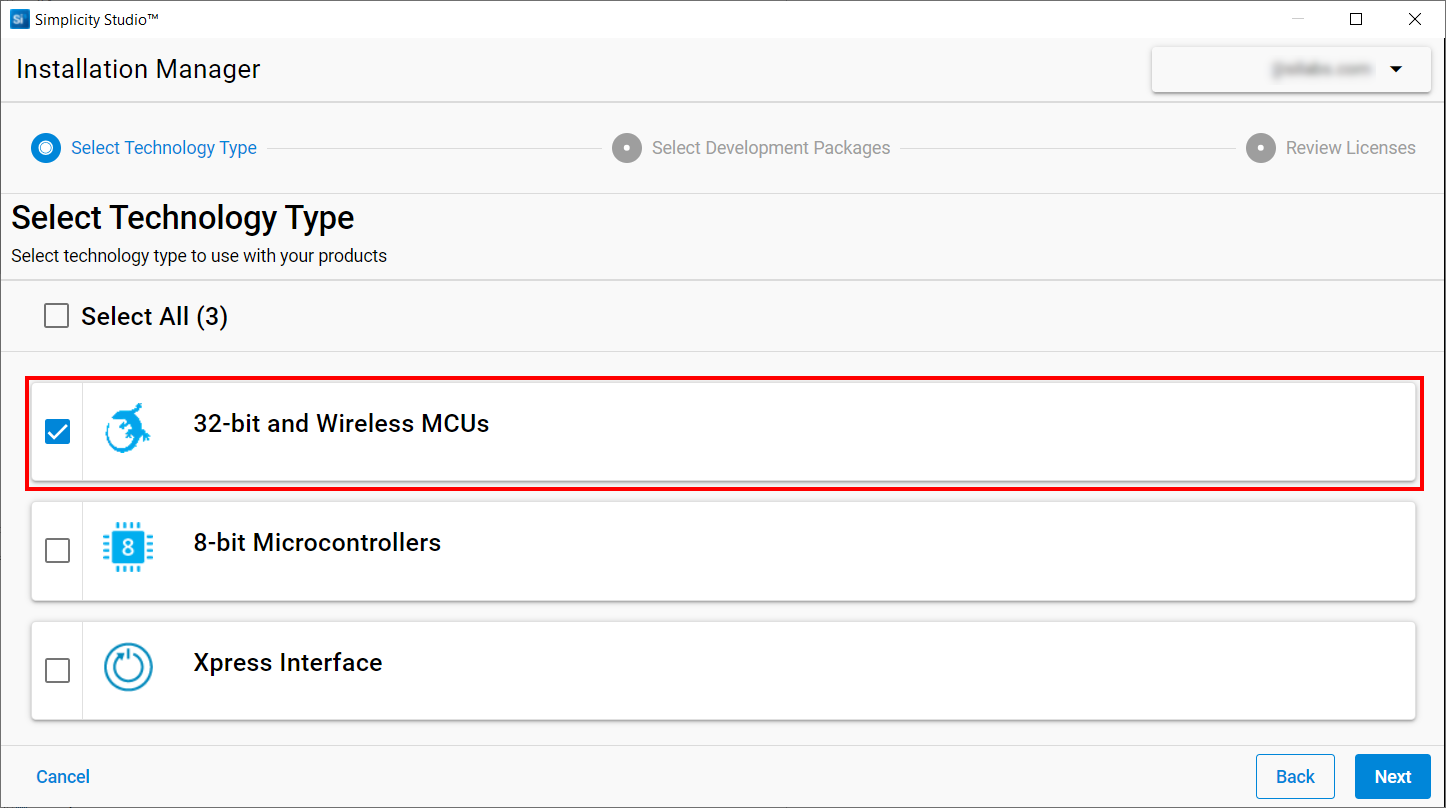 Si Simplicity Studio™
Installation Manager
Select Technology Type
Select Development Packages
Review Licenses
Select Technology Type
Select technology type to use with your products
Select All (3)
32-bit and Wireless MCUs
8
8-bit Microcontrollers
Xpress Interface
Cancel
Back
Next